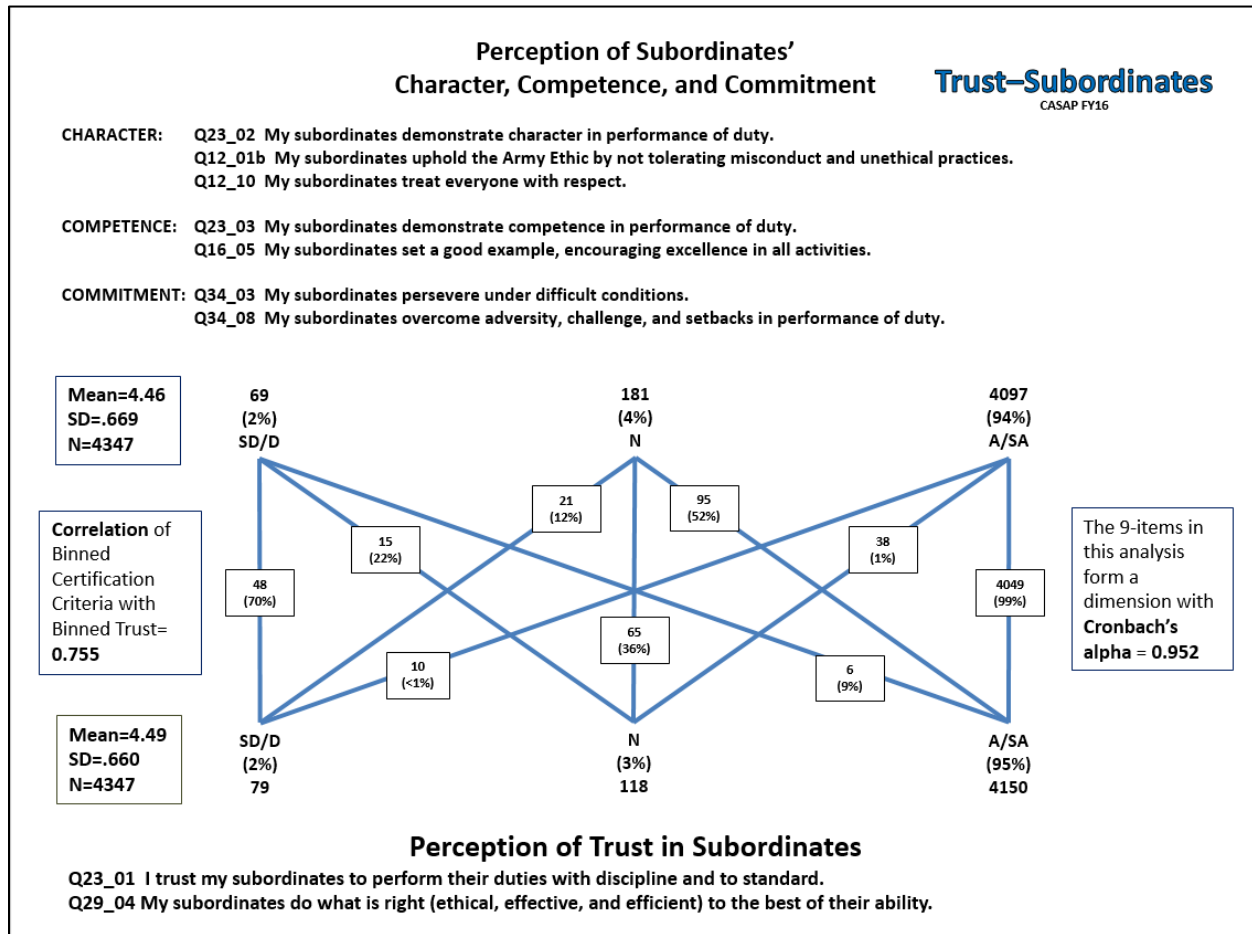 Perception of Subordinates'
Character, Competence, and Commitment
Trust–Subordinates
CASAP FY16
CHARACTER: Q23_02 My subordinates demonstrate character in performance of duty.
Q12_01b My subordinates uphold the Army Ethic by not tolerating misconduct and unethical practices.
Q12_10 My subordinates treat everyone with respect.
COMPETENCE: Q23_03 My subordinates demonstrate competence in performance of duty.
Q16_05 My subordinates set a good example, encouraging excellence in all activities.
COMMITMENT: Q34_03 My subordinates persevere under difficult conditions.
Q34_08 My subordinates overcome adversity, challenge, and setbacks in performance of duty.
Mean=4.46
SD=.669
N=4347
69
(2%)
SD/D
181
(4%)
N
4097
(94%)
A/SA
Correlation of
Binned
Certification
Criteria with
Binned Trust=
0.755
48
(70%)
15
(22%)
21
(12%)
95
(52%)
38
(1%)
4049
(99%)
10
(<1%)
65
(36%)
6
(9%)
The 9-items in
this analysis
form a
dimension with
Cronbach's
alpha = 0.952
Mean=4.49
SD=.660
N=4347
SD/D
(2%)
79
N
(3%)
118
A/SA
(95%)
4150
Perception of Trust in Subordinates
Q23_01 I trust my subordinates to perform their duties with discipline and to standard.
Q29_04 My subordinates do what is right (ethical, effective, and efficient) to the best of their ability.